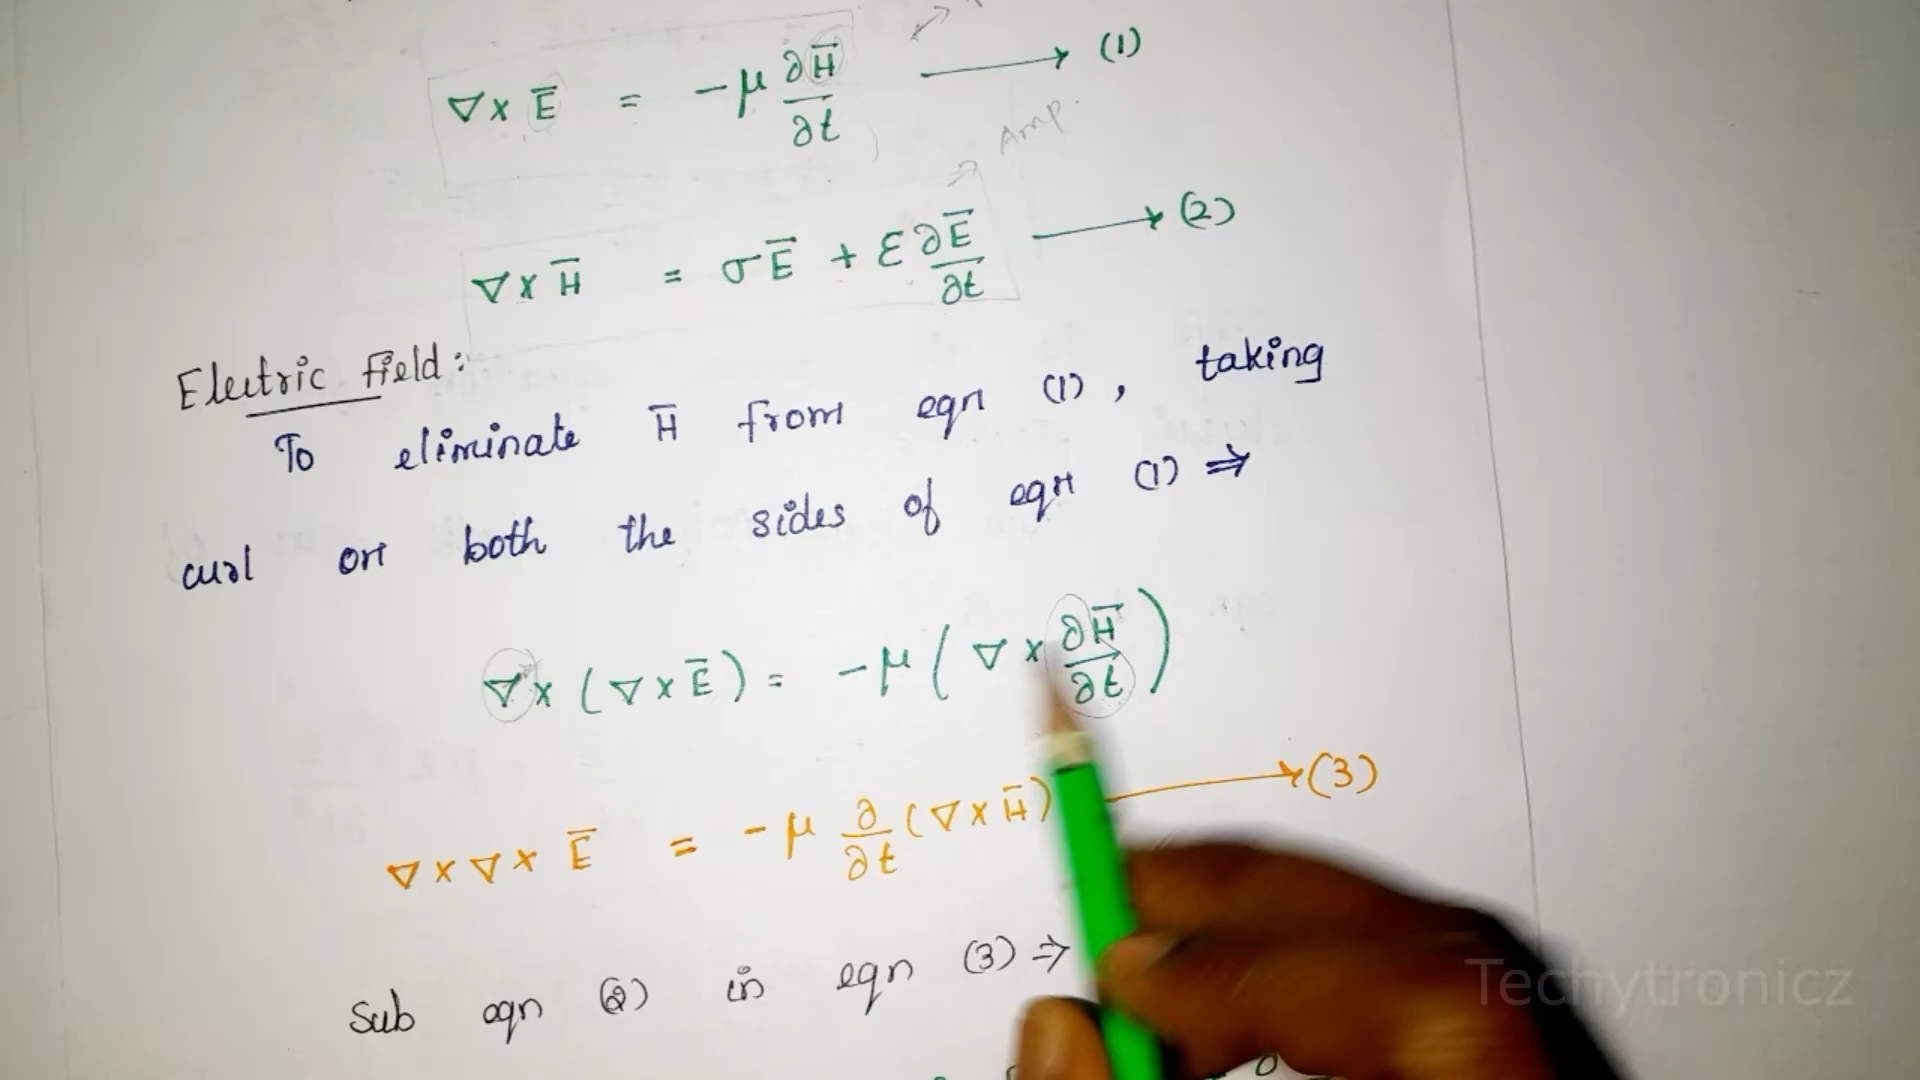 ∇ × E̅ = -μ ∂H̅/∂t ⟶ (1)
Amp.
∇ × H̅ = σE̅ + ε ∂E̅/∂t ⟶ (2)
Electric Field:
To eliminate H̅ from eqn (1), taking
curl on both the sides of eqn (1) ⇒
∇ × (∇ × E̅) = -μ (∇ × ∂H̅/∂t)
∇ × ∇ × E̅ = -μ ∂/∂t (∇ × H̅) ⟶ (3)
Sub eqn (2) in eqn (3) ⇒
Techytronicz